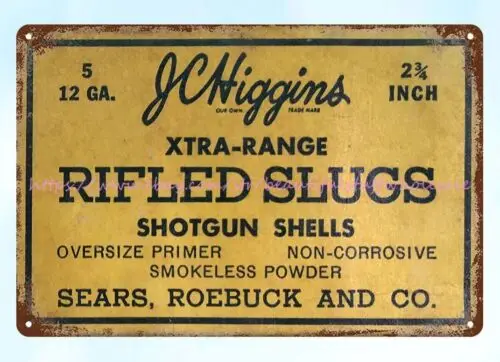 5
12 GA.
J.C. Higgins
OUR OWN TRADE MARK
2¾
INCH
XTRA-RANGE
RIFLED SLUGS
SHOTGUN SHELLS
OVERSIZE PRIMER NON-CORROSIVE
SMOKELESS POWDER
SEARS, ROEBUCK AND CO.